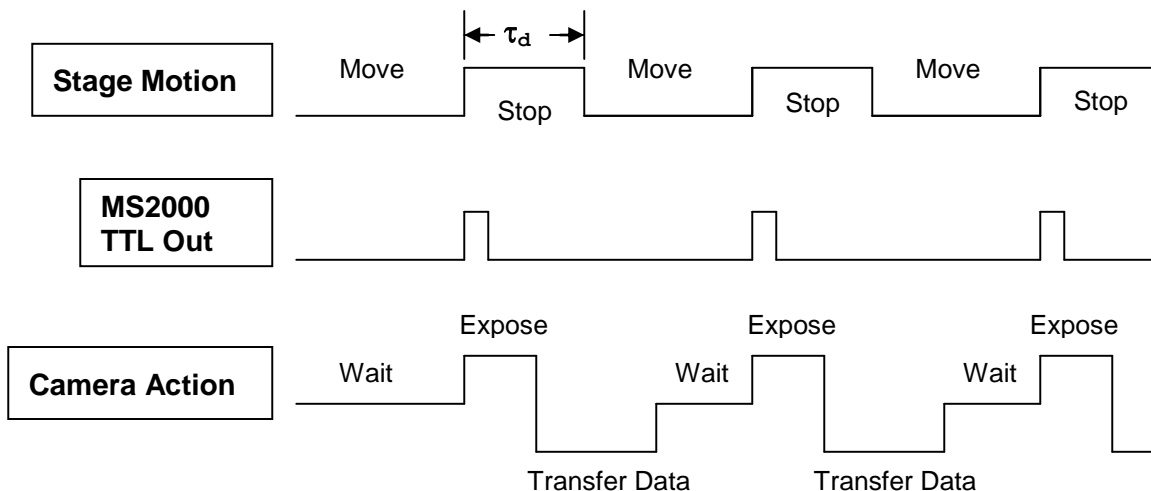 τd
Stage Motion
Move
Stop
Move
Stop
Move
Stop
MS2000
TTL Out
Camera Action
Wait
Expose
Transfer Data
Wait
Expose
Transfer Data
Wait
Expose